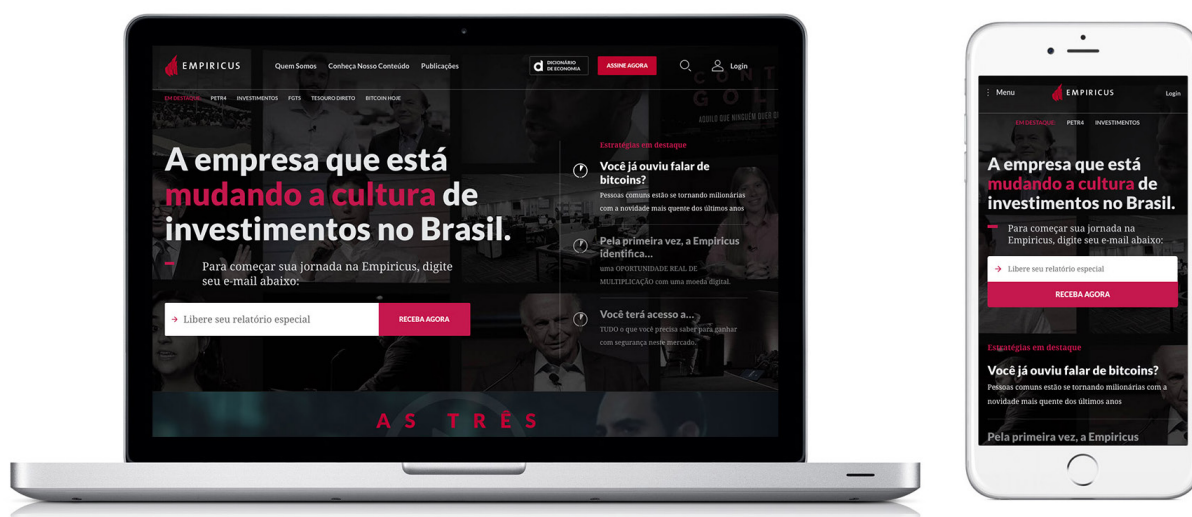 EMPIRICUS
Quem Somos Conheça Nosso Conteúdo Publicações
d DICIONÁRIO
DE ECONOMIA
ASSINE AGORA
Login
EM DESTAQUE: PETR4 INVESTIMENTOS FGTS TESOURO DIRETO BITCOIN HOJE
A empresa que está
mudando a cultura de
investimentos no Brasil.
Para começar sua jornada na Empiricus, digite
seu e-mail abaixo:
→ Libere seu relatório especial
RECEBA AGORA
Estratégias em destaque
Você já ouviu falar de
bitcoins?
Pessoas comuns estão se tornando milionárias
com a novidade mais quente dos últimos anos
Pela primeira vez, a Empiricus
identifica...
uma OPORTUNIDADE REAL DE
MULTIPLICAÇÃO com uma moeda digital.
Você terá acesso a...
TUDO o que você precisa saber para ganhar
com segurança neste mercado.
AS TRÊS
Menu
EMPIRICUS
Login
EM DESTAQUE: PETR4 INVESTIMENTOS
A empresa que está
mudando a cultura de
investimentos no Brasil.
Para começar sua jornada na
Empiricus, digite seu e-mail abaixo:
→ Libere seu relatório especial
RECEBA AGORA
Estratégias em destaque
Você já ouviu falar de bitcoins?
Pessoas comuns estão se tornando milionárias com a
novidade mais quente dos últimos anos
Pela primeira vez, a Empiricus